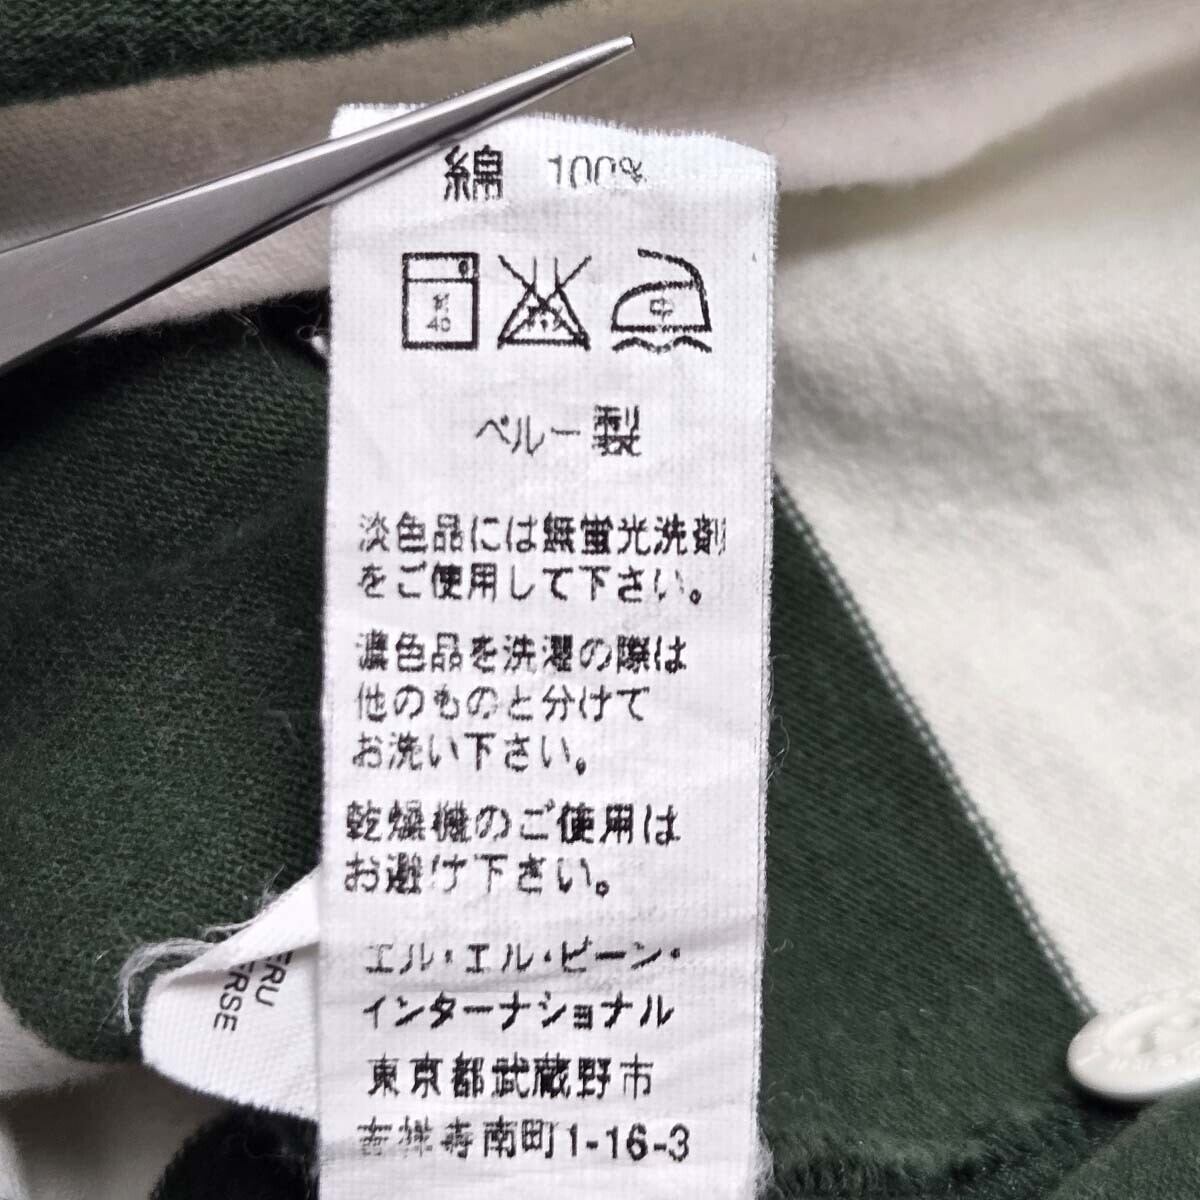 綿 100%
40
中
ペルー製
淡色品には無蛍光洗剤
をご使用して下さい。
濃色品を洗濯の際は
他のものと分けて
お洗い下さい。
乾燥機のご使用は
お避け下さい。
エル・エル・ビーン・
インターナショナル
東京都武蔵野市
吉祥寺南町1-16-3
ERU
ERSE